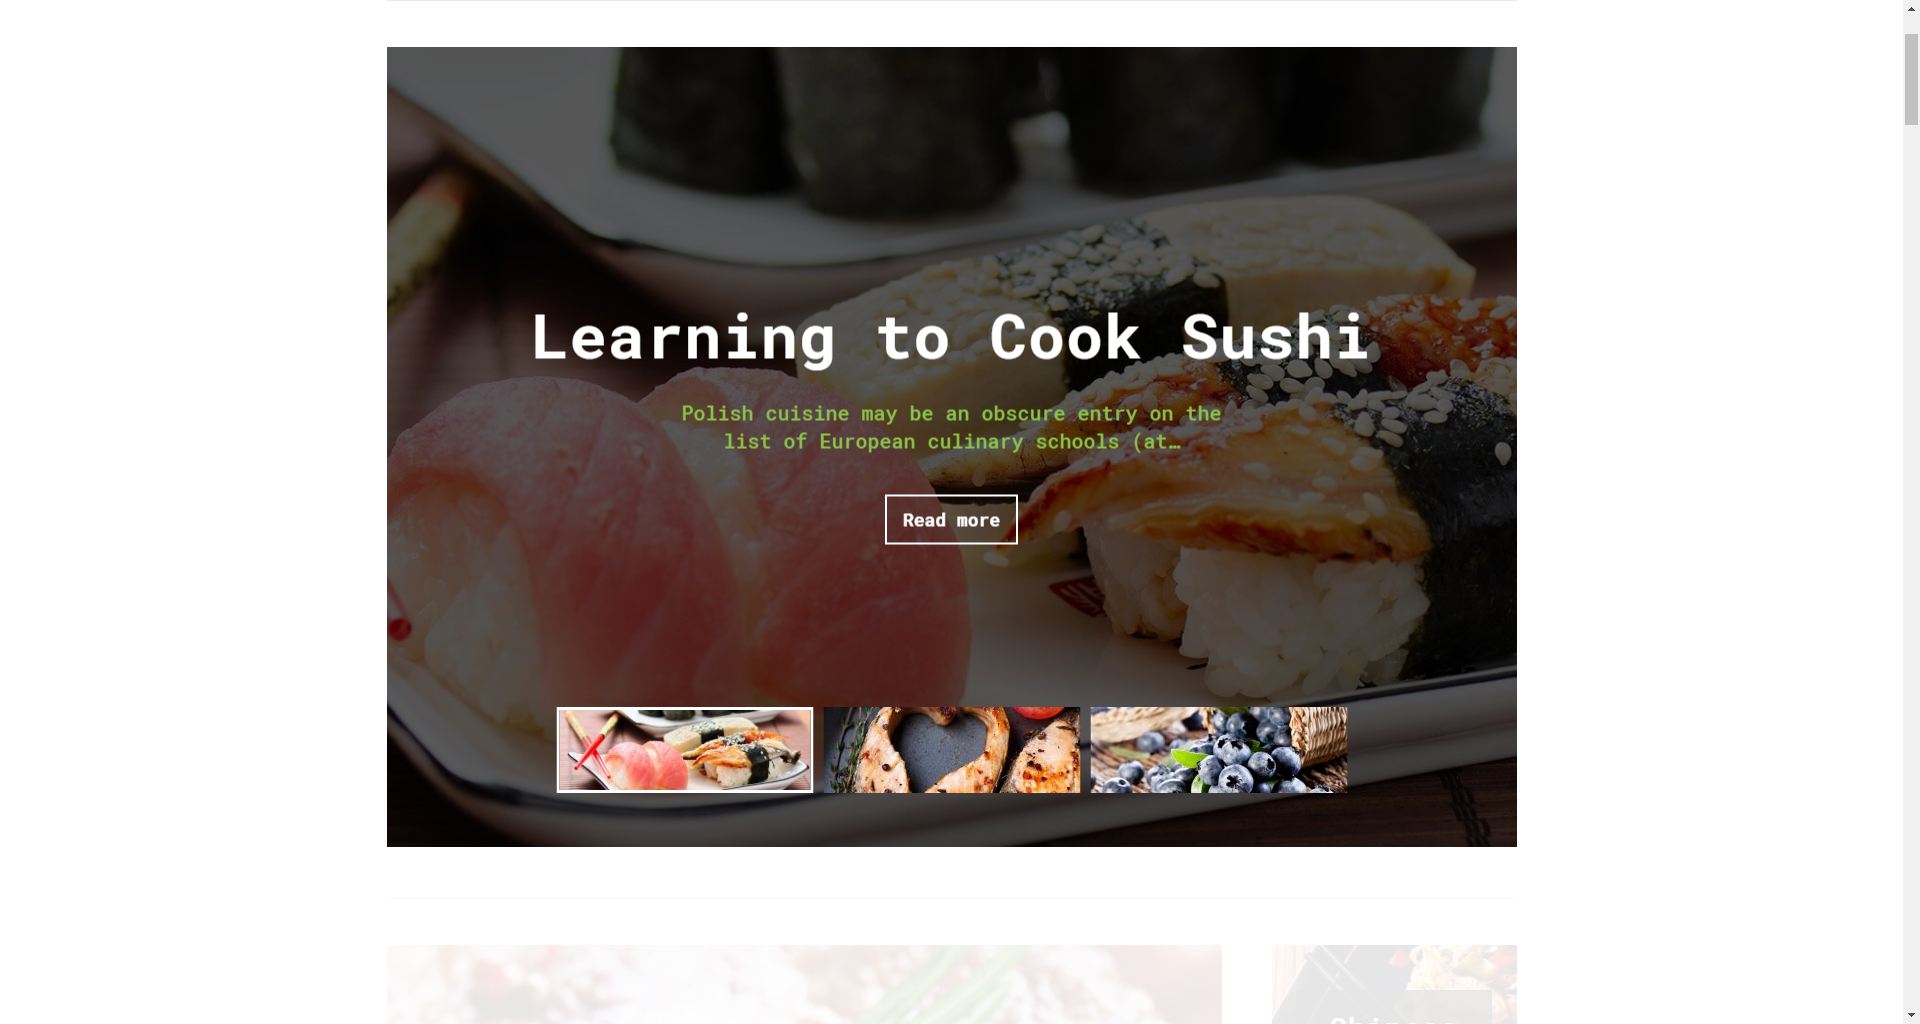 Learning to Cook Sushi
Polish cuisine may be an obscure entry on the
list of European culinary schools (at…
Read more